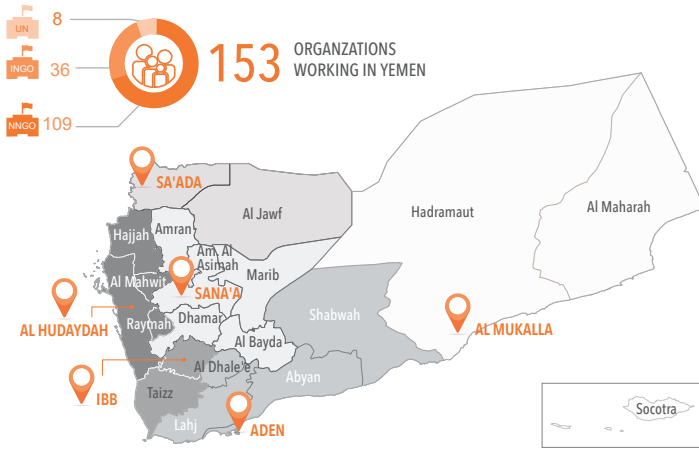 UN 8
INGO 36
NNGO 109
153 ORGANZATIONS
WORKING IN YEMEN
SA'ADA
Al Jawf
Hadramaut
Al Maharah
Hajjah
Amran
Am. Al
Asimah
Marib
Al Mahwit
SANA'A
Shabwah
AL HUDAYDAH
Raymah
Dhamar
AL MUKALLA
Al Bayda
Al Dhale'e
Abyan
IBB
Taizz
Lahj
ADEN
Socotra